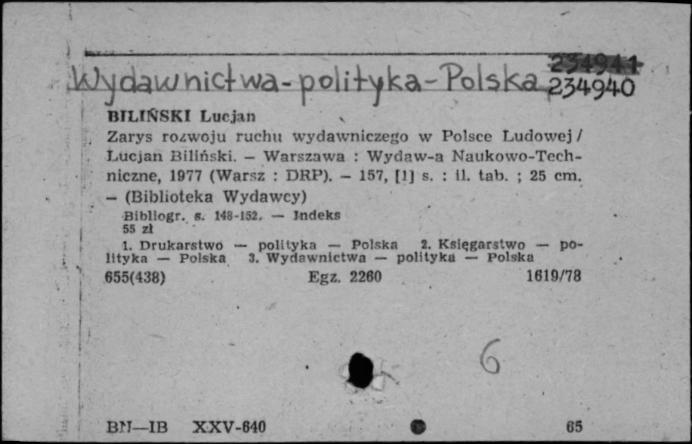 234941
Wydawnictwa-polityka-Polska 234940
BILIŃSKI Lucjan
Zarys rozwoju ruchu wydawniczego w Polsce Ludowej /
Lucjan Biliński. — Warszawa : Wydaw-a Naukowo-Tech-
niczne, 1977 (Warsz : DRP). — 157, [1] s. : il. tab. ; 25 cm.
— (Biblioteka Wydawcy)
Bibliogr. s. 148-152. — Indeks
55 zł
1. Drukarstwo — polityka — Polska 2. Księgarstwo — po-
lityka — Polska 3. Wydawnictwa — polityka — Polska
655(438) Egz. 2260 1619/78
6
BN—IB XXV-640 65